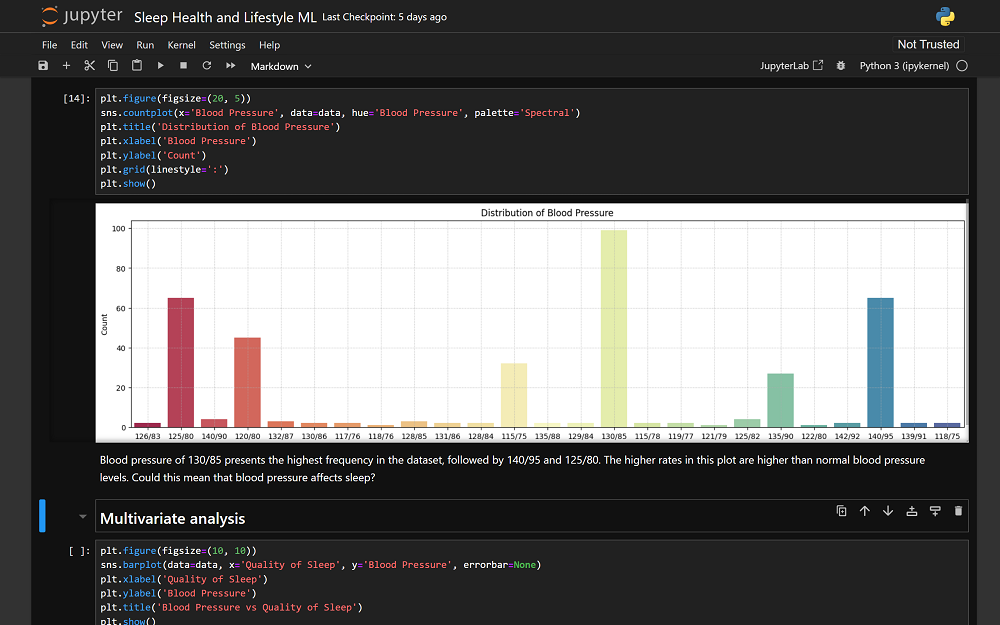 jupyter Sleep Health and Lifestyle ML Last Checkpoint: 5 days ago
File Edit View Run Kernel Settings Help Not Trusted
Markdown JupyterLab Python 3 (ipykernel)
[14]: plt.figure(figsize=(20, 5))
sns.countplot(x='Blood Pressure', data=data, hue='Blood Pressure', palette='Spectral')
plt.title('Distribution of Blood Pressure')
plt.xlabel('Blood Pressure')
plt.ylabel('Count')
plt.grid(linestyle=':')
plt.show()
Distribution of Blood Pressure
100
80
60
Count
40
20
0
126/83 125/80 140/90 120/80 132/87 130/86 117/76 118/76 128/85 131/86 128/84 115/75 135/88 129/84 130/85 115/78 119/77 121/79 125/82 135/90 122/80 142/92 140/95 139/91 118/75
Blood pressure of 130/85 presents the highest frequency in the dataset, followed by 140/95 and 125/80. The higher rates in this plot are higher than normal blood pressure
levels. Could this mean that blood pressure affects sleep?
Multivariate analysis
[ ]: plt.figure(figsize=(10, 10))
sns.barplot(data=data, x='Quality of Sleep', y='Blood Pressure', errorbar=None)
plt.xlabel('Quality of Sleep')
plt.ylabel('Blood Pressure')
plt.title('Blood Pressure vs Quality of Sleep')
plt.show()